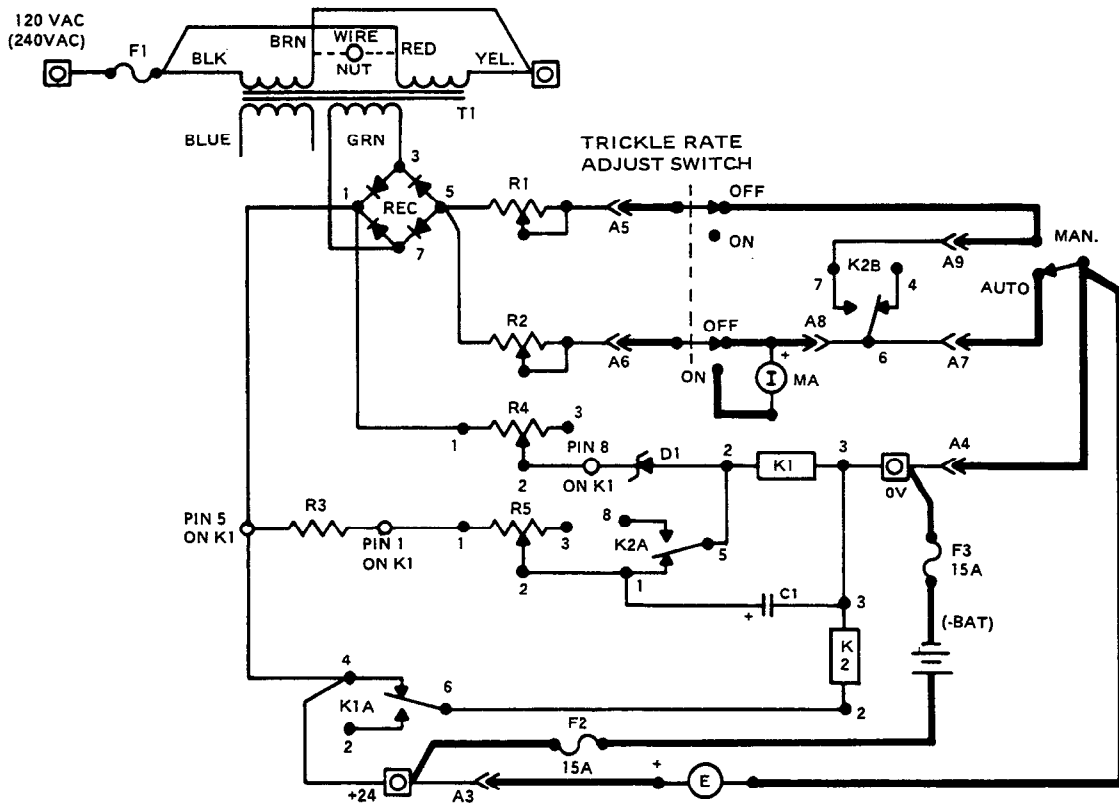 120 VAC
(240VAC)
F1
BLK
BRN
WIRE
NUT
RED
YEL.
T1
BLUE
GRN
3
1
REC
5
7
TRICKLE RATE
ADJUST SWITCH
R1
A5
OFF
ON
MAN.
A9
K2B
7
4
AUTO
R2
A6
OFF
A8
6
A7
ON
+
I
MA
R4
3
1
2
PIN 8
ON K1
D1
2
K1
3
A4
0V
PIN 5
ON K1
R3
PIN 1
ON K1
1
R5
3
2
8
K2A
5
1
F3
15A
+
C1
3
(-BAT)
K
2
2
4
K1A
6
2
F2
15A
+24
A3
+
E